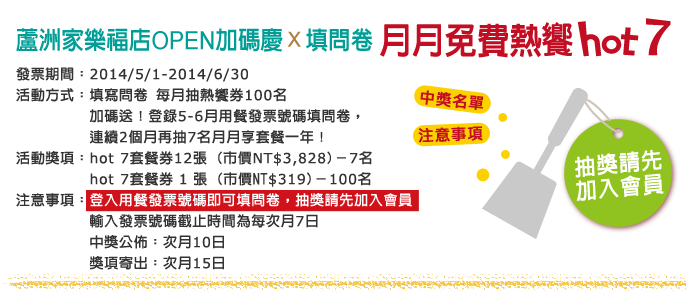 蘆洲家樂福店OPEN加碼慶 X 填問卷 月月免費熱饗 hot 7
發票期間：2014/5/1-2014/6/30
活動方式：填寫問卷 每月抽熱饗券100名
加碼送！登錄5-6月用餐發票號碼填問卷，
連續2個月再抽7名月月享套餐一年！
活動獎項：hot 7套餐券12張（市價NT$3,828）－7名
hot 7套餐券 1 張（市價NT$319）－100名
注意事項：登入用餐發票號碼即可填問卷，抽獎請先加入會員
輸入發票號碼截止時間為每次月7日
中獎公佈：次月10日
獎項寄出：次月15日
中獎名單
注意事項
抽獎請先
加入會員